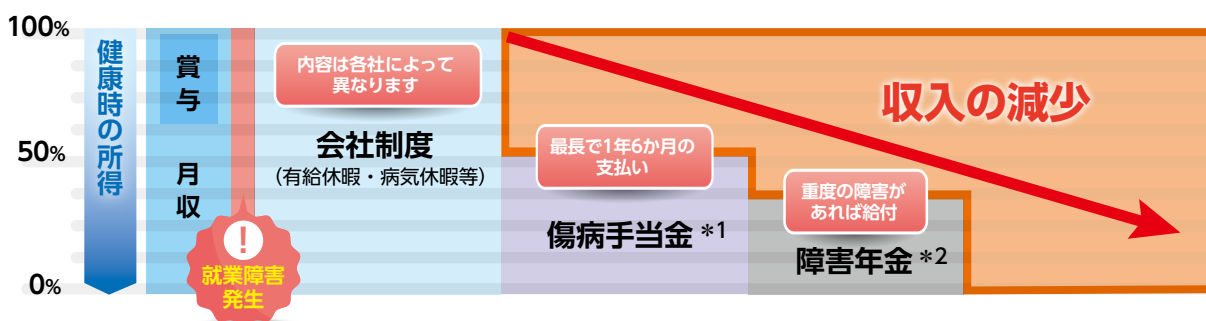 100%
50%
0%
健康時の所得
賞与
月収
!
就業障害
発生
内容は各社によって
異なります
会社制度
(有給休暇・病気休暇等)
最長で1年6か月の
支払い
傷病手当金 *1
重度の障害が
あれば給付
障害年金 *2
収入の減少